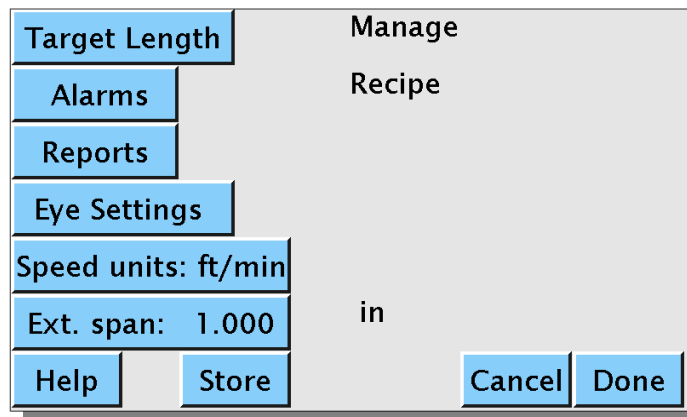 Target Length Manage
Alarms Recipe
Reports
Eye Settings
Speed units: ft/min
Ext. span: 1.000 in
Help Store Cancel Done